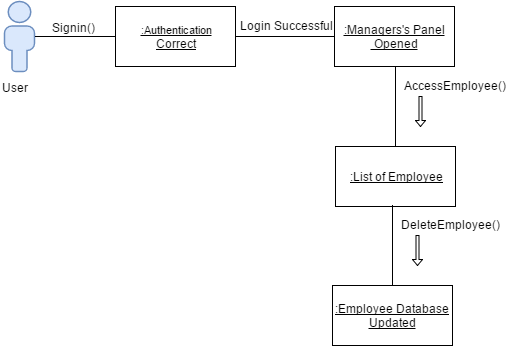 Signin()
User
:Authentication
Correct
Login Successful
:Managers's Panel
Opened
AccessEmployee()
:List of Employee
DeleteEmployee()
:Employee Database
Updated